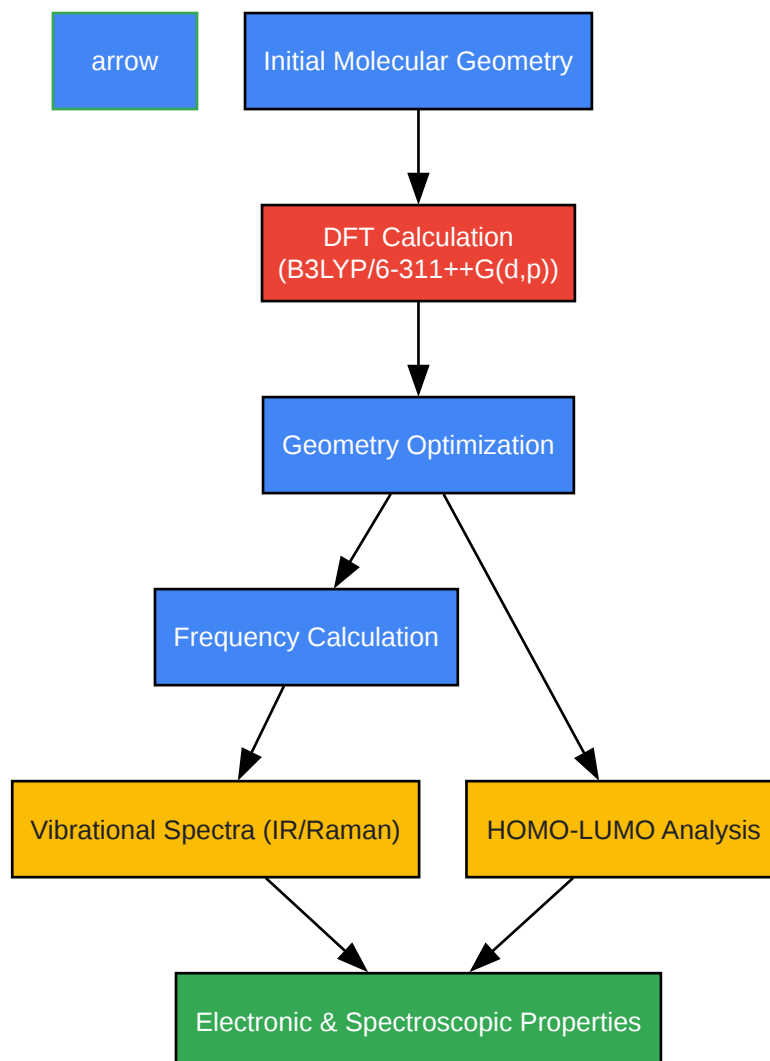 arrow
Initial Molecular Geometry
DFT Calculation
(B3LYP/6-311++G(d,p))
Geometry Optimization
Frequency Calculation
Vibrational Spectra (IR/Raman)
HOMO-LUMO Analysis
Electronic & Spectroscopic Properties